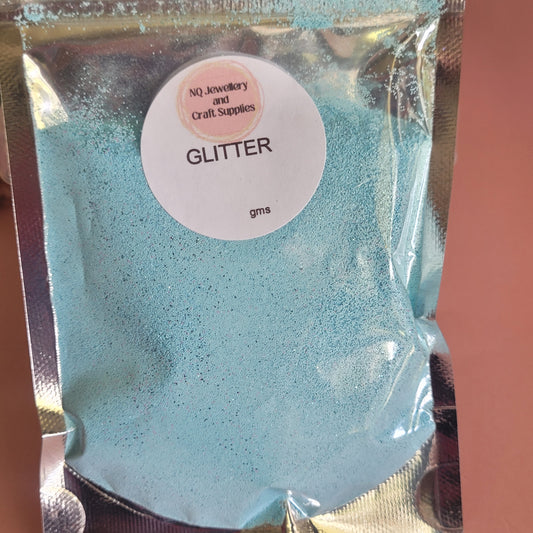 NQ Jewellery
and
Craft Supplies
GLITTER
gms